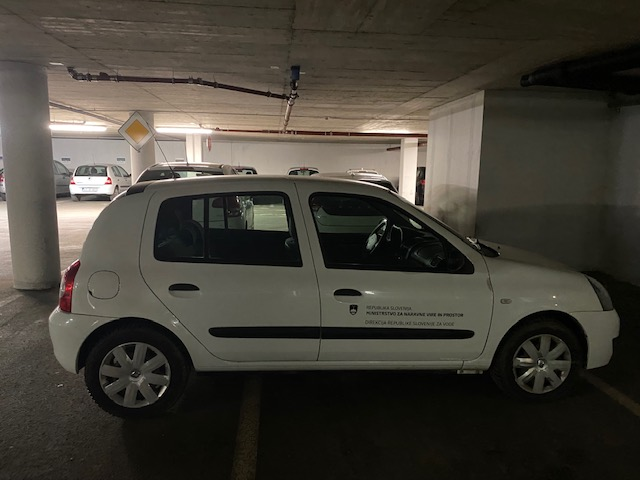 REPUBLIKA SLOVENIJA
MINISTRSTVO ZA NARAVNE VIRE IN PROSTOR
DIREKCIJA REPUBLIKE SLOVENIJE ZA VODE